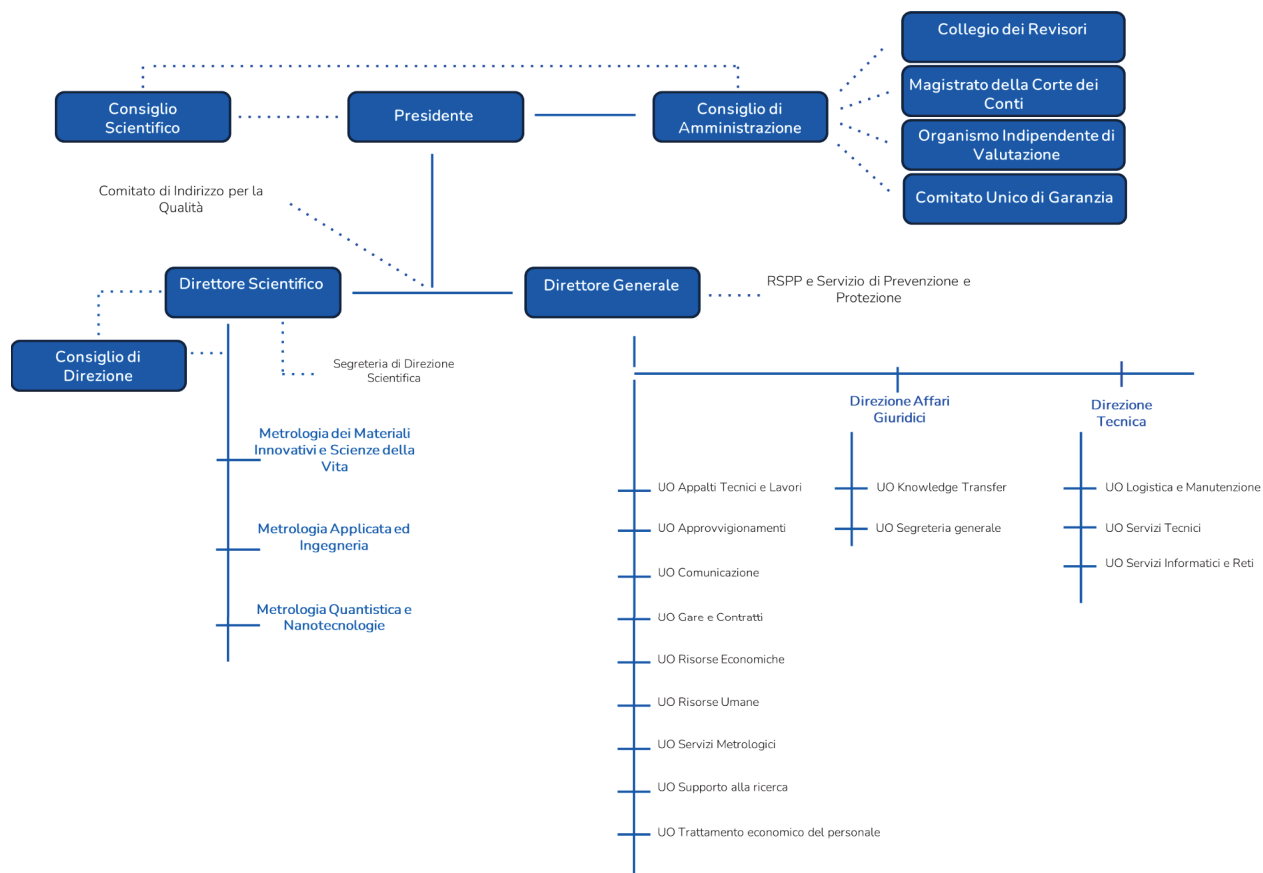 Collegio dei Revisori
Magistrato della Corte dei
Conti
Organismo Indipendente di
Valutazione
Comitato Unico di Garanzia
Consiglio
Scientifico
Presidente
Consiglio di
Amministrazione
Comitato di Indirizzo per la
Qualità
Direttore Scientifico
Direttore Generale
RSPP e Servizio di Prevenzione e
Protezione
Consiglio di
Direzione
Segreteria di Direzione
Scientifica
Metrologia dei Materiali
Innovativi e Scienze della
Vita
Metrologia Applicata ed
Ingegneria
Metrologia Quantistica e
Nanotecnologie
UO Appalti Tecnici e Lavori
UO Approvvigionamenti
UO Comunicazione
UO Gare e Contratti
UO Risorse Economiche
UO Risorse Umane
UO Servizi Metrologici
UO Supporto alla ricerca
UO Trattamento economico del personale
Direzione Affari
Giuridici
UO Knowledge Transfer
UO Segreteria generale
Direzione
Tecnica
UO Logistica e Manutenzione
UO Servizi Tecnici
UO Servizi Informatici e Reti